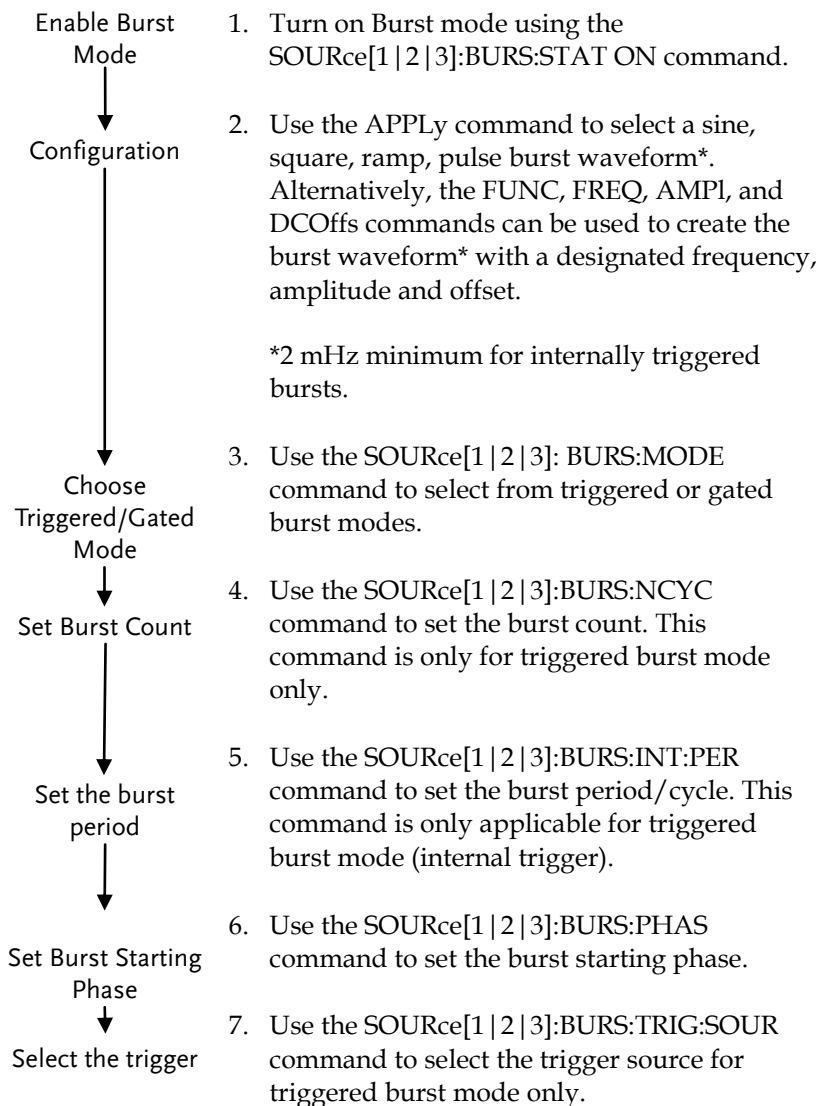 Enable Burst
Mode
1. Turn on Burst mode using the
SOURce[1|2|3]:BURS:STAT ON command.
Configuration
2. Use the APPLy command to select a sine,
square, ramp, pulse burst waveform*.
Alternatively, the FUNC, FREQ, AMPl, and
DCOffs commands can be used to create the
burst waveform* with a designated frequency,
amplitude and offset.
*2 mHz minimum for internally triggered
bursts.
Choose
Triggered/Gated
Mode
3. Use the SOURce[1|2|3]: BURS:MODE
command to select from triggered or gated
burst modes.
Set Burst Count
4. Use the SOURce[1|2|3]:BURS:NCYC
command to set the burst count. This
command is only for triggered burst mode
only.
Set the burst
period
5. Use the SOURce[1|2|3]:BURS:INT:PER
command to set the burst period/cycle. This
command is only applicable for triggered
burst mode (internal trigger).
Set Burst Starting
Phase
6. Use the SOURce[1|2|3]:BURS:PHAS
command to set the burst starting phase.
Select the trigger
7. Use the SOURce[1|2|3]:BURS:TRIG:SOUR
command to select the trigger source for
triggered burst mode only.